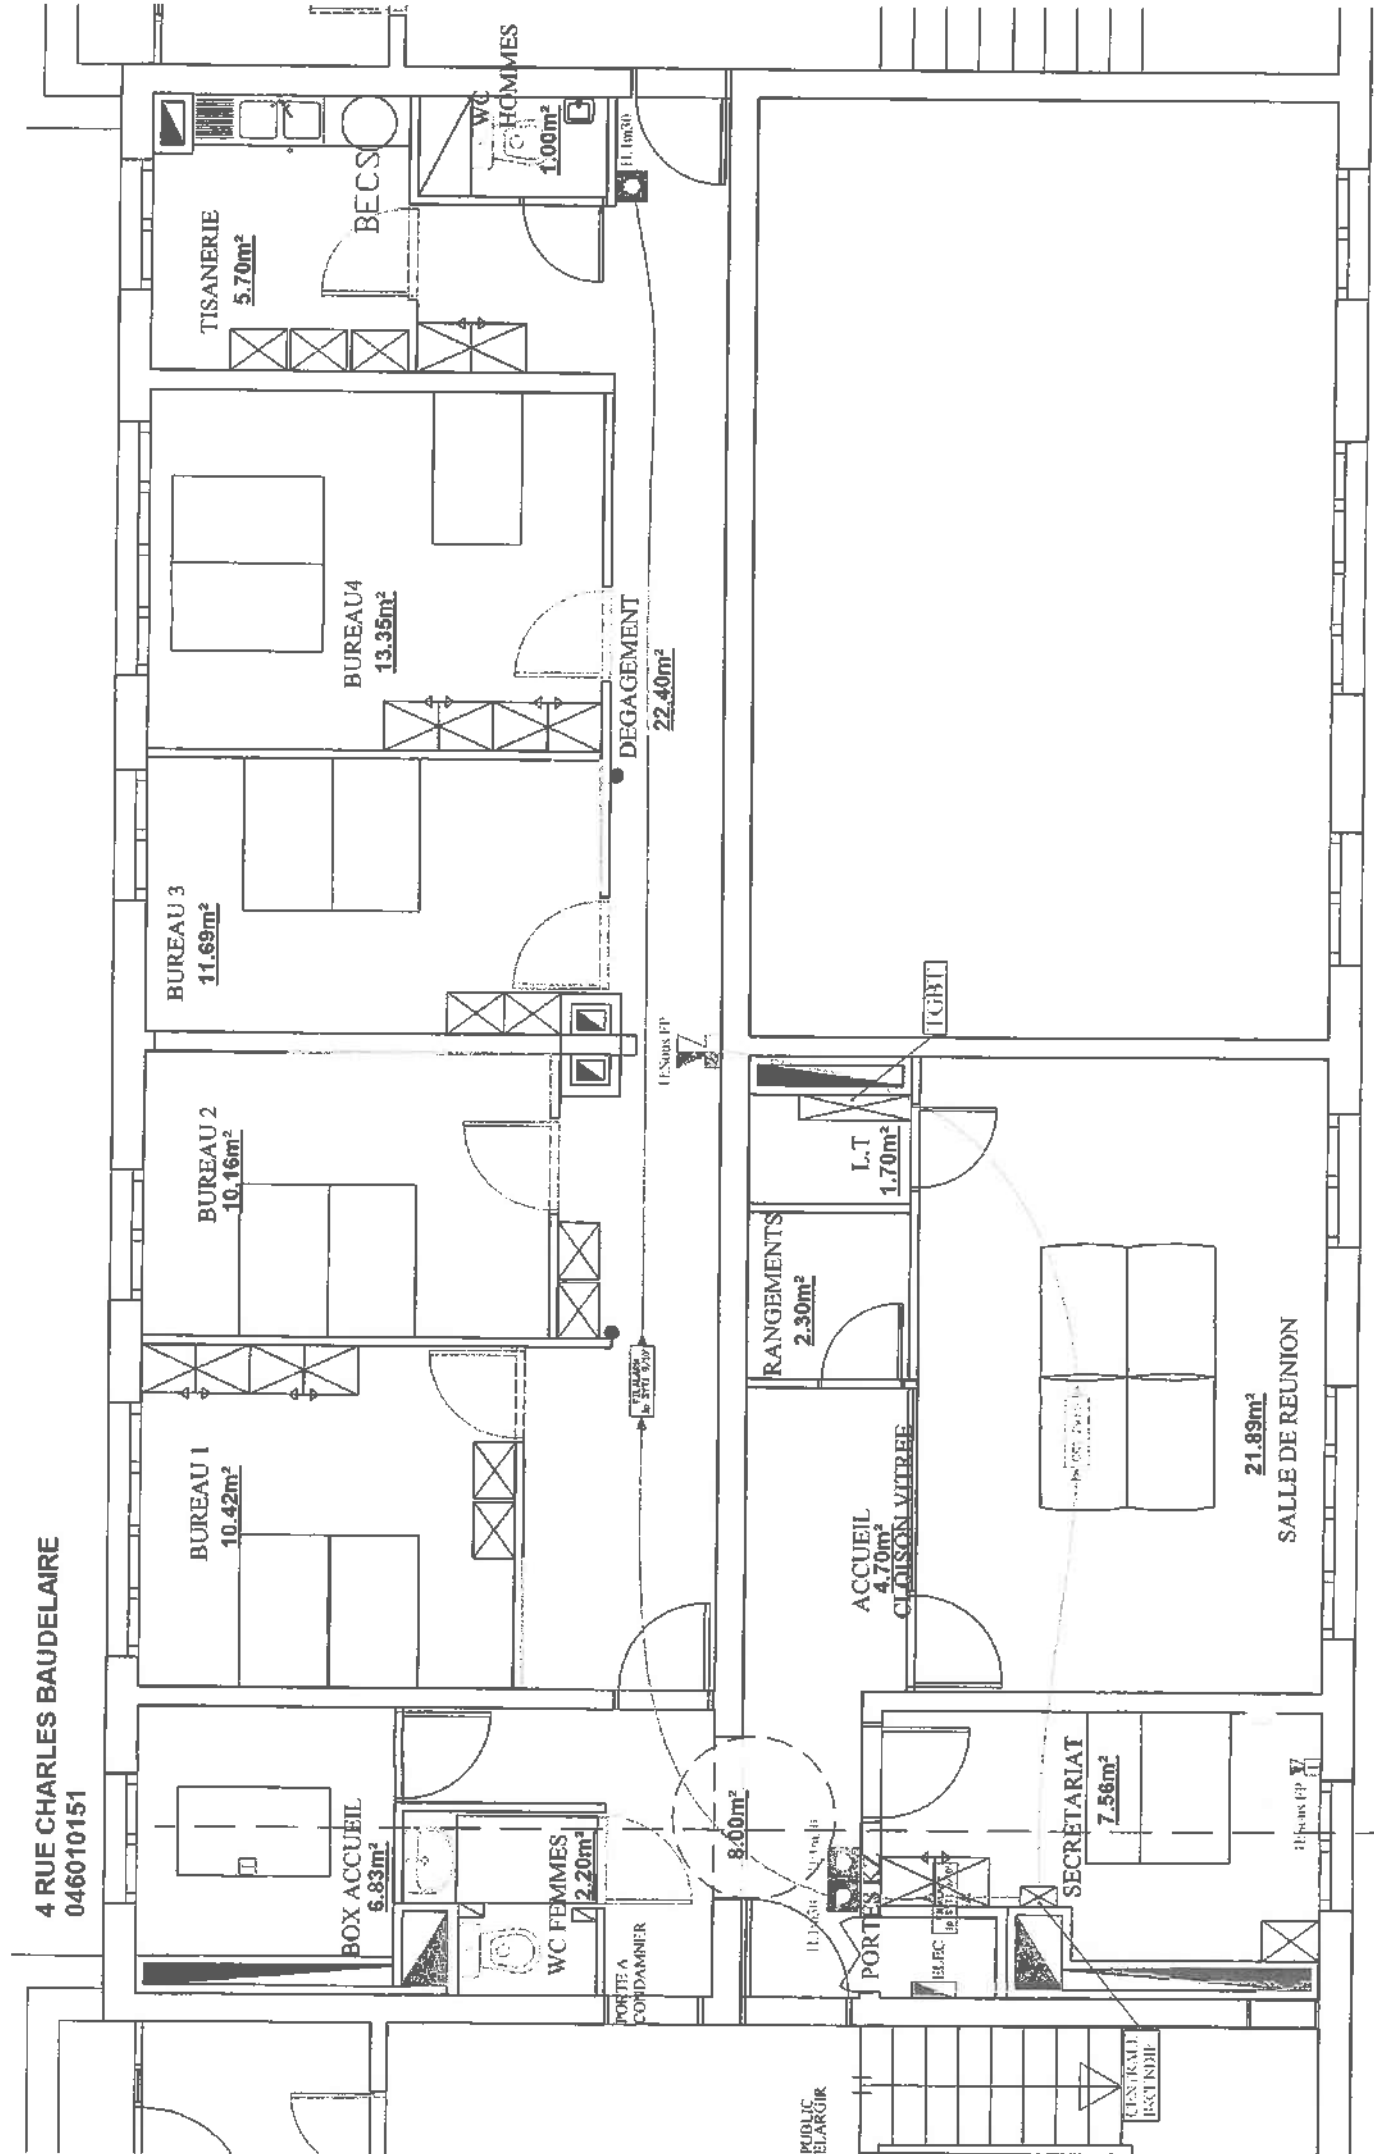 4 RUE CHARLES BAUDELAIRE
046010151
BOX ACCUEIL
6.83m²
WC FEMMES
2.20m²
PORTE A
CONDAMNER
BUREAU 1
10.42m²
BUREAU 2
10.16m²
BUREAU 3
11.69m²
BUREAU4
13.35m²
TISANERIE
5.70m²
BECS
WC
HOMMES
1.00m²
DEGAGEMENT
22.40m²
TGBT
L.T
1.70m²
RANGEMENTS
2.30m²
ACCUEIL
4.70m²
CLOISON VITREE
21.89m²
SALLE DE REUNION
8.00m²
SECRETARIAT
7.56m²
PORTES KZ
ELEC
CENTRALE
INCENDIE
PUBLIC
ELARGIR